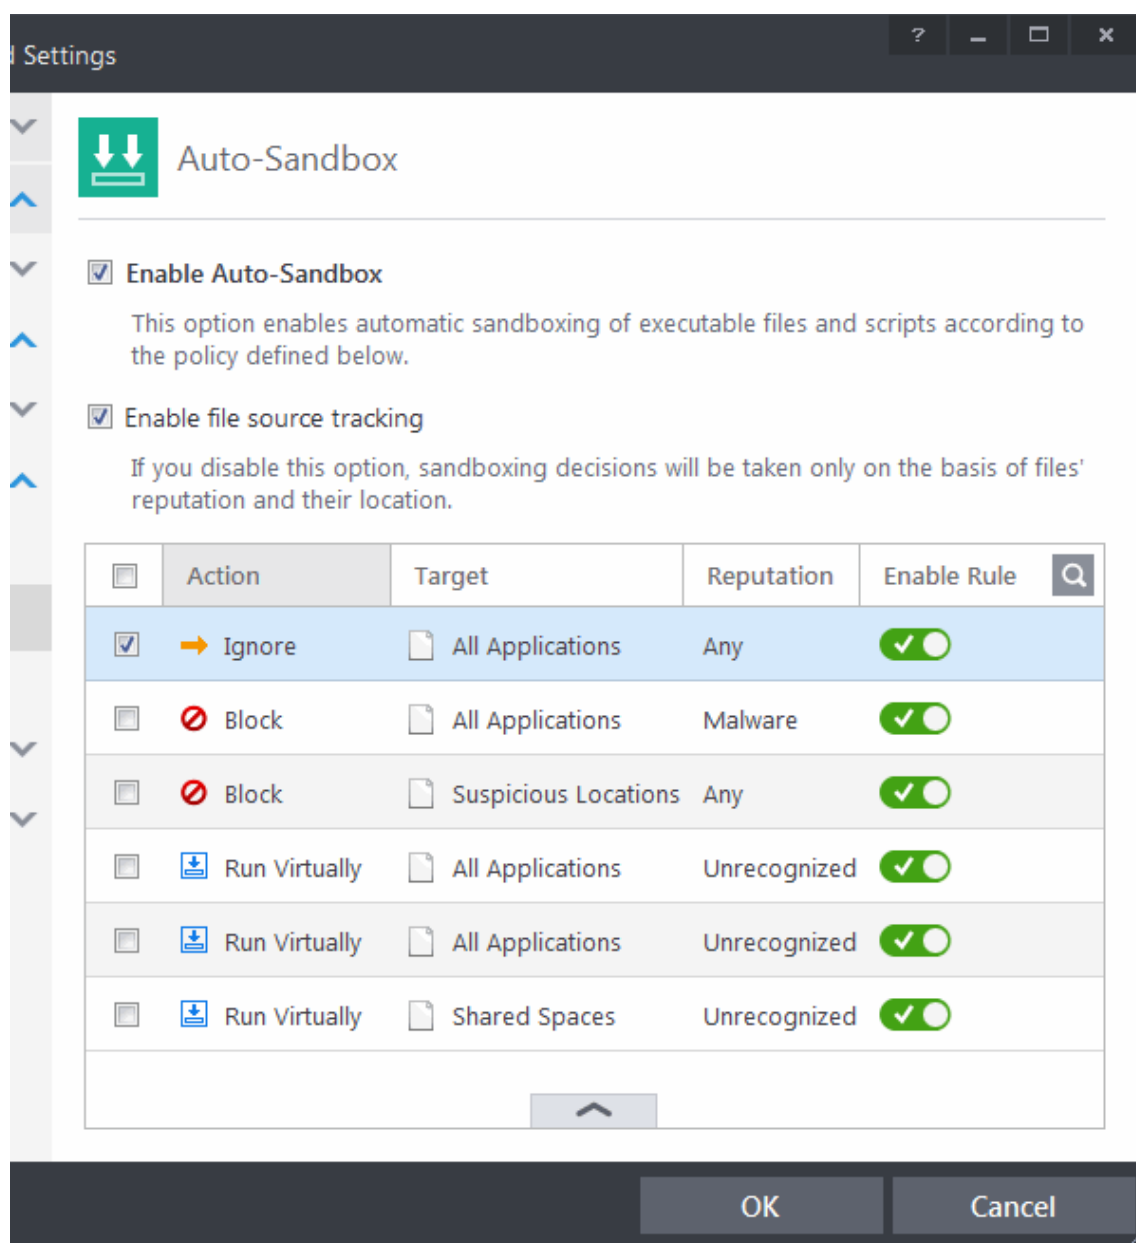 d Settings
?
Auto-Sandbox
Enable Auto-Sandbox
This option enables automatic sandboxing of executable files and scripts according to
the policy defined below.
Enable file source tracking
If you disable this option, sandboxing decisions will be taken only on the basis of files'
reputation and their location.
Action Target Reputation Enable Rule
Ignore All Applications Any
Block All Applications Malware
Block Suspicious Locations Any
Run Virtually All Applications Unrecognized
Run Virtually All Applications Unrecognized
Run Virtually Shared Spaces Unrecognized
OK Cancel